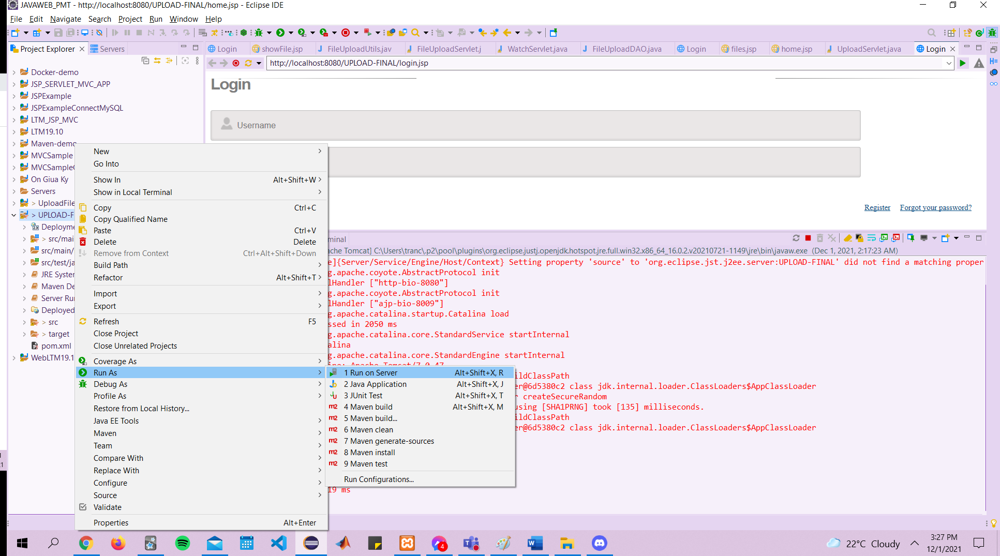 JAVAWEB_PMT - http://localhost:8080/UPLOAD-FINAL/home.jsp - Eclipse IDE
File Edit Navigate Search Project Run Window Help
Project Explorer
Servers
Login
showFile.jsp
FileUploadUtils.jav
FileUploadServlet.j
WatchServlet.java
FileUploadDAO.java
Login
files.jsp
home.jsp
UploadServlet.java
Login
http://localhost:8080/UPLOAD-FINAL/login.jsp
Docker-demo
JSP_SERVLET_MVC_APP
JSPExample
JSPExampleConnectMySQL
LTM_JSP_MVC
LTM19.10
Maven-demo
MVCSample
MVCSample
On Giua Ky
Servers
> UploadFile
> UPLOAD-F
Deployme
> src/mai
src/main/
src/test/ja
JRE System
Maven De
Server Ru
Deployed
> src
> target
pom.xml
WebLTM19.1
Login
Username
Register Forgot your password?
New
Go Into
Show In Alt+Shift+W
Show in Local Terminal
Copy Ctrl+C
Copy Qualified Name
Paste Ctrl+V
Delete Delete
Remove from Context Ctrl+Alt+Shift+Down
Build Path
Refactor Alt+Shift+T
Import
Export
Refresh F5
Close Project
Close Unrelated Projects
Coverage As
Run As
Debug As
Profile As
Restore from Local History...
Java EE Tools
Maven
Team
Compare With
Replace With
Configure
Source
Validate
Properties Alt+Enter
1 Run on Server Alt+Shift+X, R
2 Java Application Alt+Shift+X, J
3 JUnit Test Alt+Shift+X, T
4 Maven build Alt+Shift+X, M
5 Maven build...
6 Maven clean
7 Maven generate-sources
8 Maven install
9 Maven test
Run Configurations...
minal
ache Tomcat] C:\Users\tranc\.p2\pool\plugins\org.eclipse.justj.openjdk.hotspot.jre.full.win32.x86_64_16.0.2.v20210721-1149\jre\bin\javaw.exe (Dec 1, 2021, 2:17:23 AM)
e]{Server/Service/Engine/Host/Context} Setting property 'source' to 'org.eclipse.jst.j2ee.server:UPLOAD-FINAL' did not find a matching proper
g.apache.coyote.AbstractProtocol init
lHandler ["http-bio-8080"]
g.apache.coyote.AbstractProtocol init
lHandler ["ajp-bio-8009"]
g.apache.catalina.startup.Catalina load
ssed in 2050 ms
g.apache.catalina.core.StandardService startInternal
alina
g.apache.catalina.core.StandardEngine startInternal
ine: Apache Tomcat/7.0.47
ildClassPath
er@6d5380c2 class jdk.internal.loader.ClassLoaders$AppClassLoader
r createSecureRandom
using [SHA1PRNG] took [135] milliseconds.
ildClassPath
er@6d5380c2 class jdk.internal.loader.ClassLoaders$AppClassLoader
19 ms
4
22°C Cloudy
3:27 PM
12/1/2021